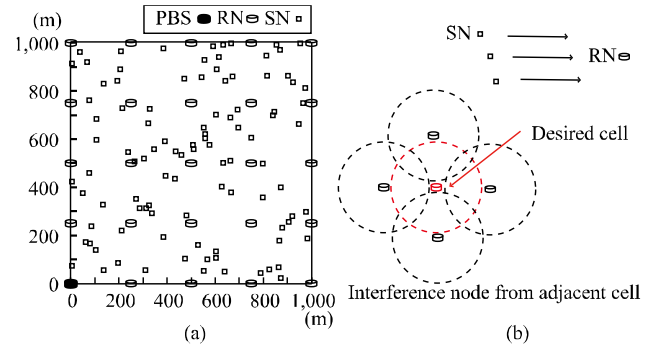 (m)
PBS RN SN
1,000
800
600
400
200
0
0 200 400 600 800 1,000
(m)
(a)
SN
RN
Desired cell
Interference node from adjacent cell
(b)